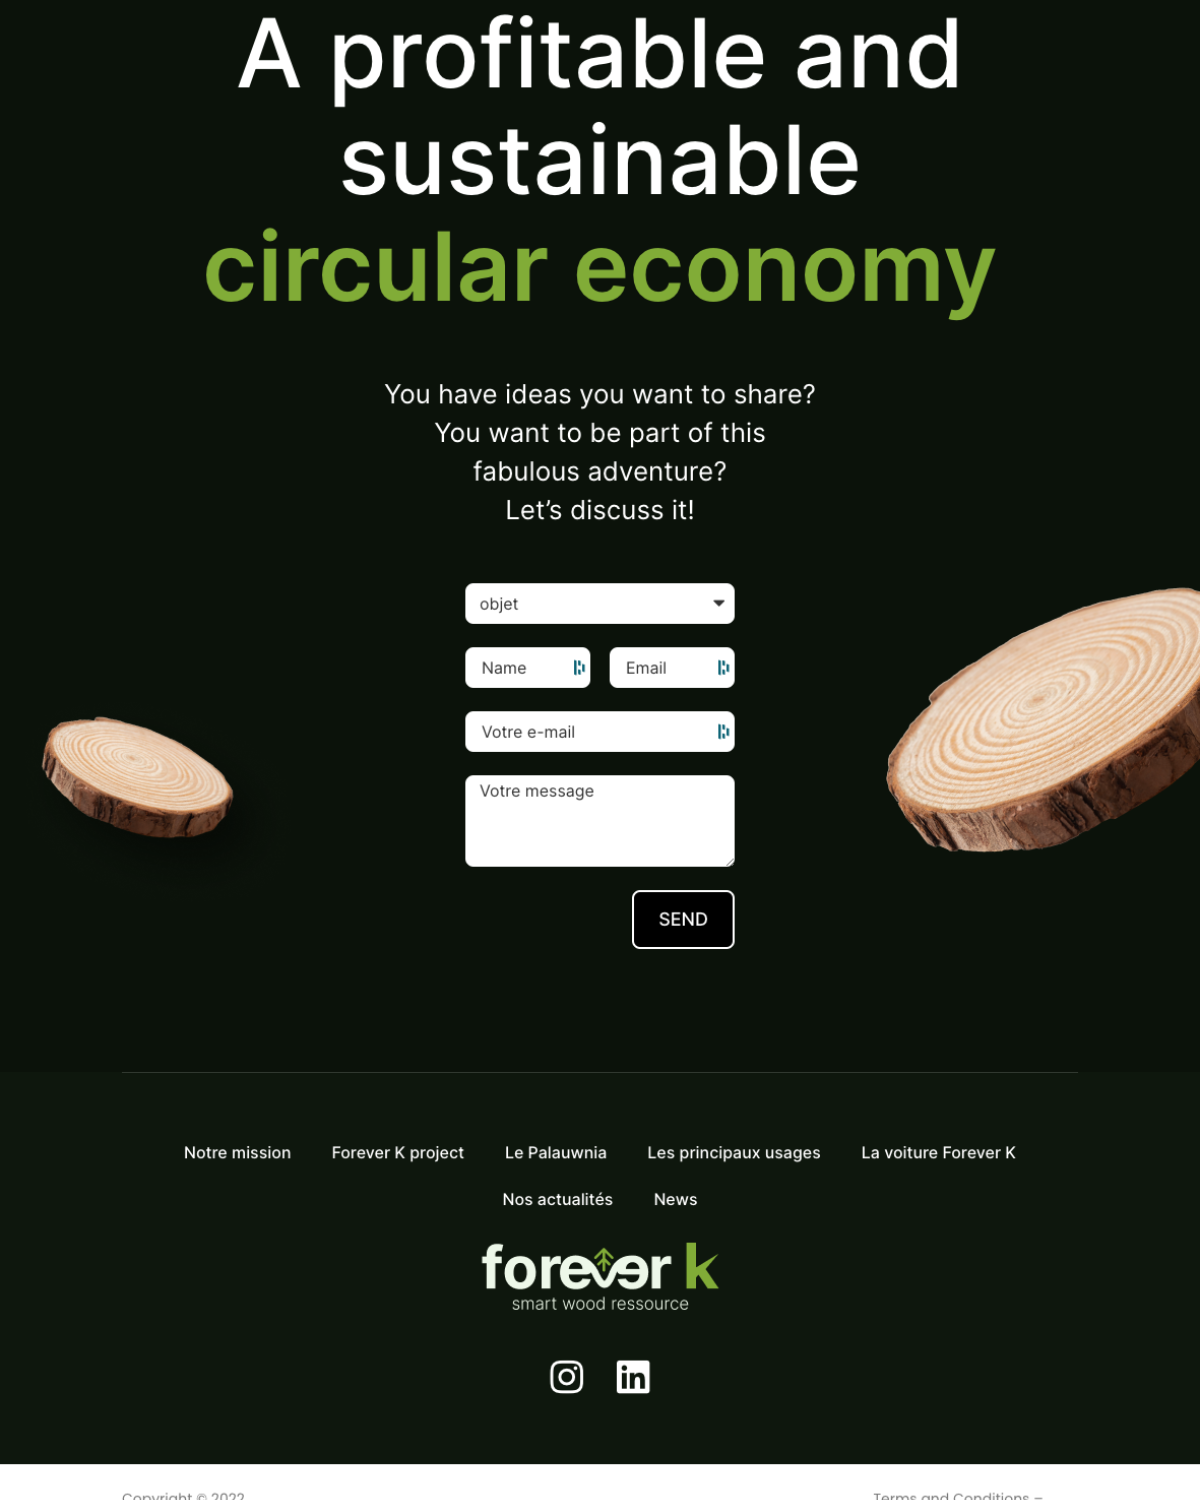 A profitable and
sustainable
circular economy
You have ideas you want to share?
You want to be part of this
fabulous adventure?
Let’s discuss it!
objet
Name Email
Votre e-mail
Votre message
SEND
Notre mission Forever K project Le Palauwnia Les principaux usages La voiture Forever K
Nos actualités News
forever k
smart wood ressource
Copyright © 2022 Terms and Conditions –